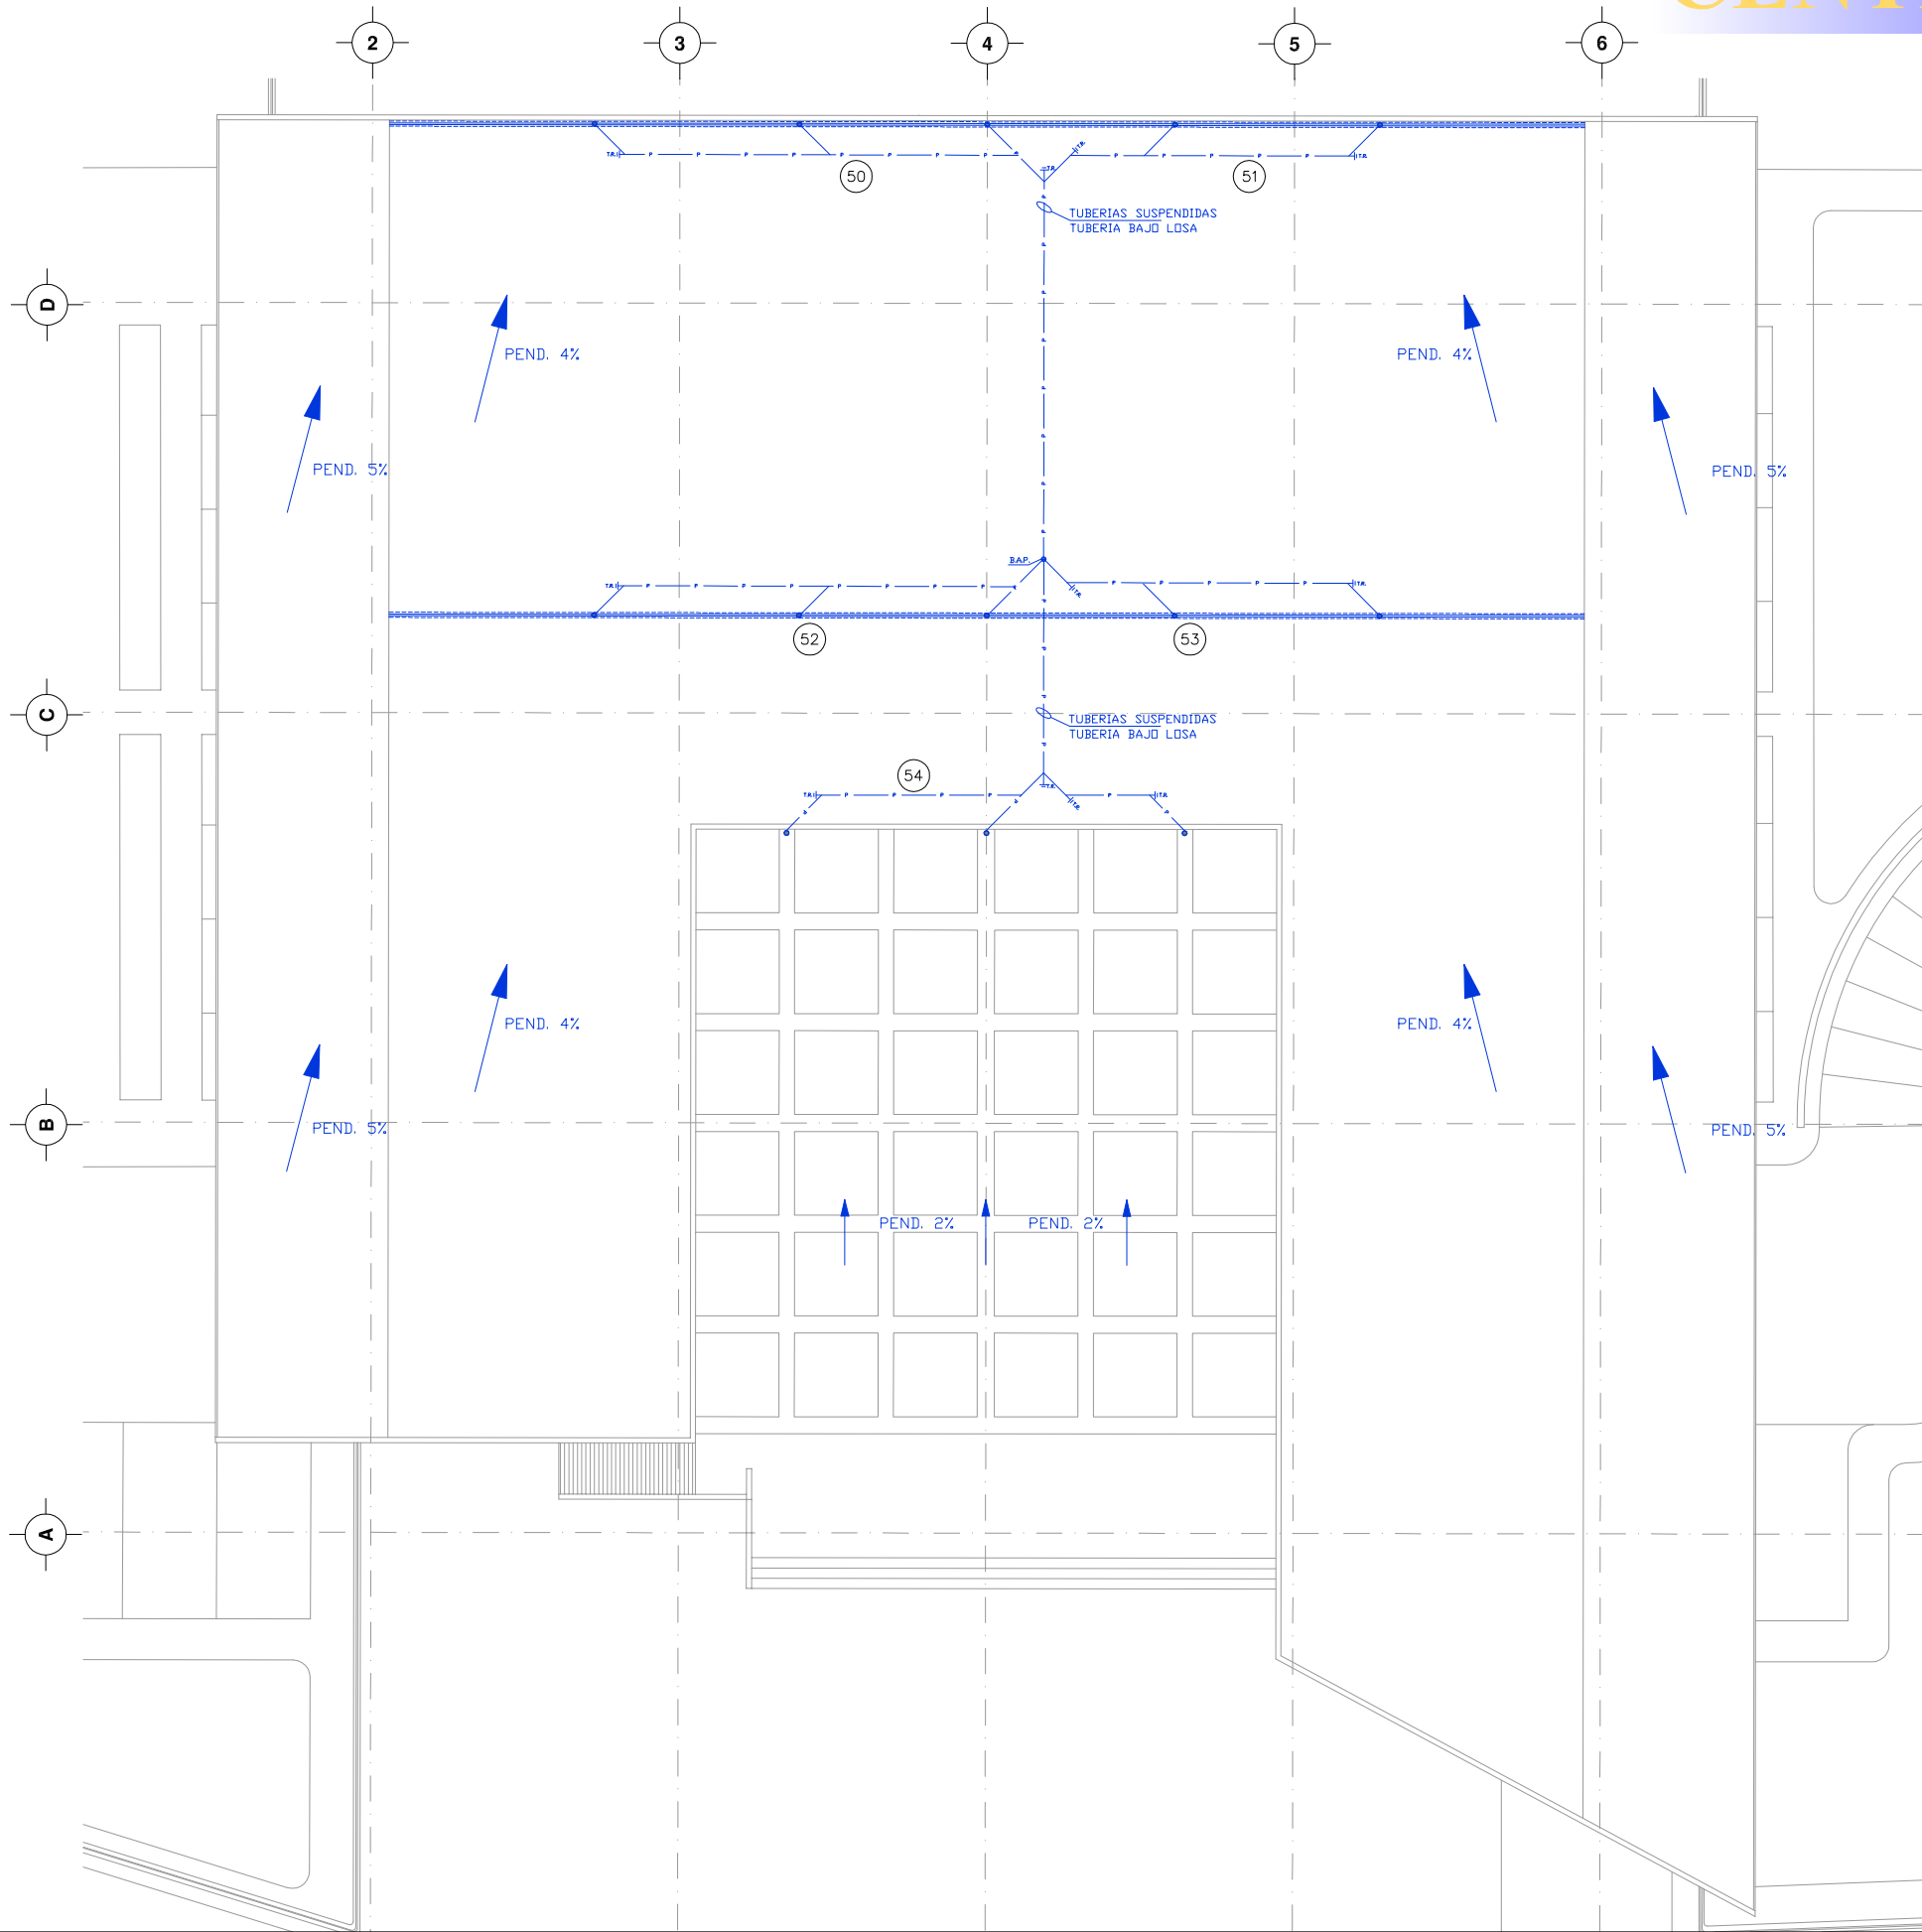 CENT
2 3 4 5 6
T.R. P P P P P P P P P T.R. T.R. P P P P P T.R.
50 51
TUBERIAS SUSPENDIDAS
TUBERIA BAJO LOSA
D
PEND. 4% PEND. 4%
PEND. 5% PEND. 5%
B.A.P.
T.R. P P P P P P P P P P P P P T.R.
T.R.
52 53
C
TUBERIAS SUSPENDIDAS
TUBERIA BAJO LOSA
54
T.R. P P P P T.R. P T.R.
T.R.
PEND. 4% PEND. 4%
B
PEND. 5% PEND. 5%
PEND. 2% PEND. 2%
A